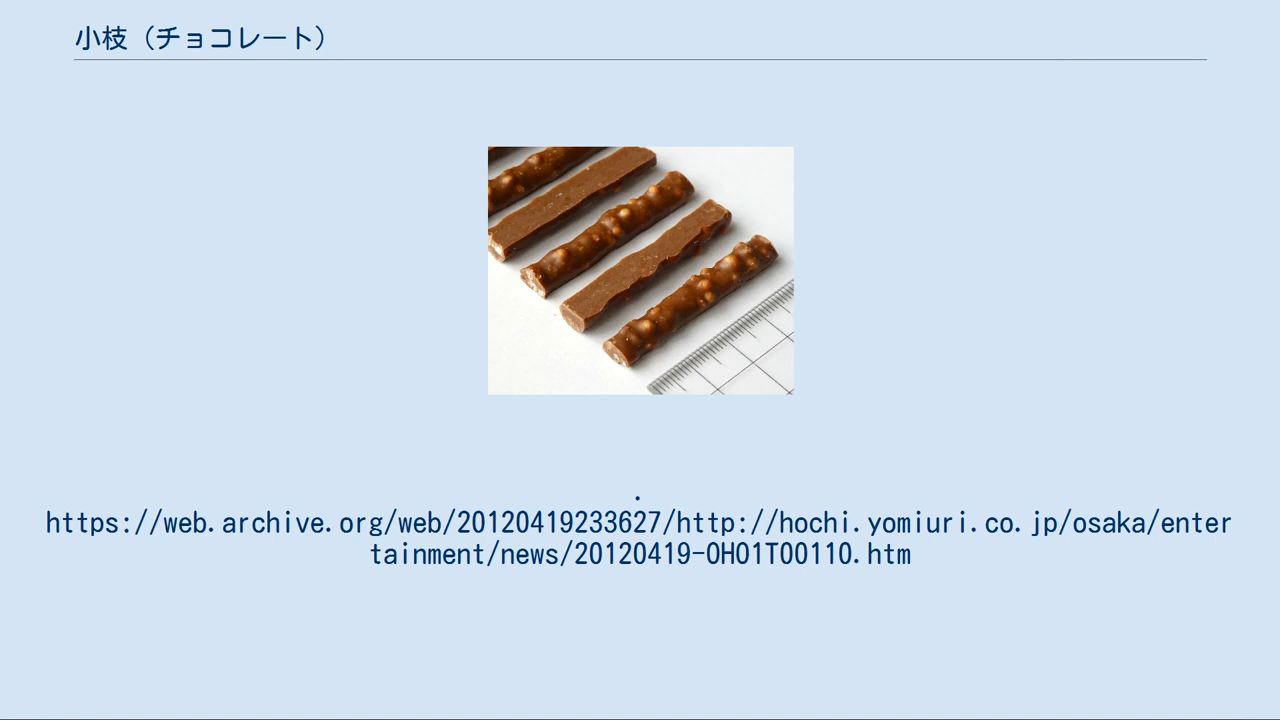 小枝（チョコレート）
.
https://web.archive.org/web/20120419233627/http://hochi.yomiuri.co.jp/osaka/enter
tainment/news/20120419-OHO1T00110.htm